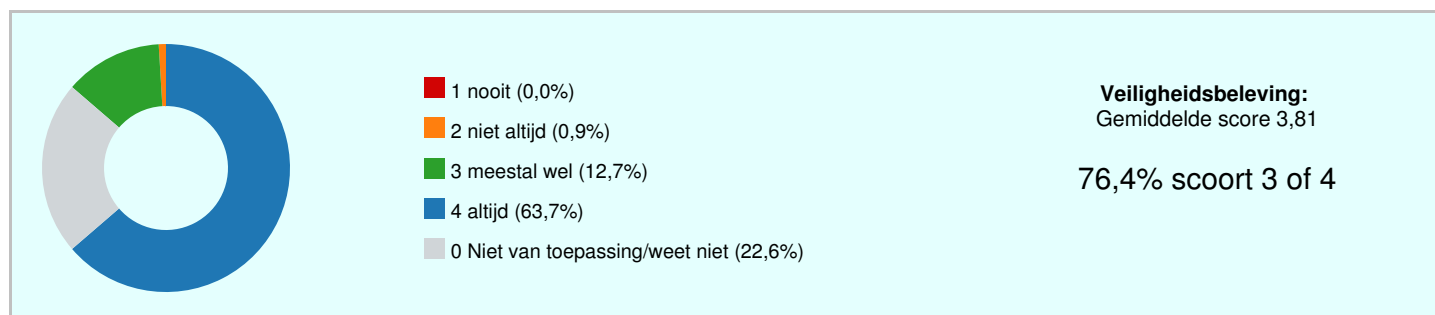 1 nooit (0,0%)
2 niet altijd (0,9%)
3 meestal wel (12,7%)
4 altijd (63,7%)
0 Niet van toepassing/weet niet (22,6%)
Veiligheidsbeleving:
Gemiddelde score 3,81
76,4% scoort 3 of 4